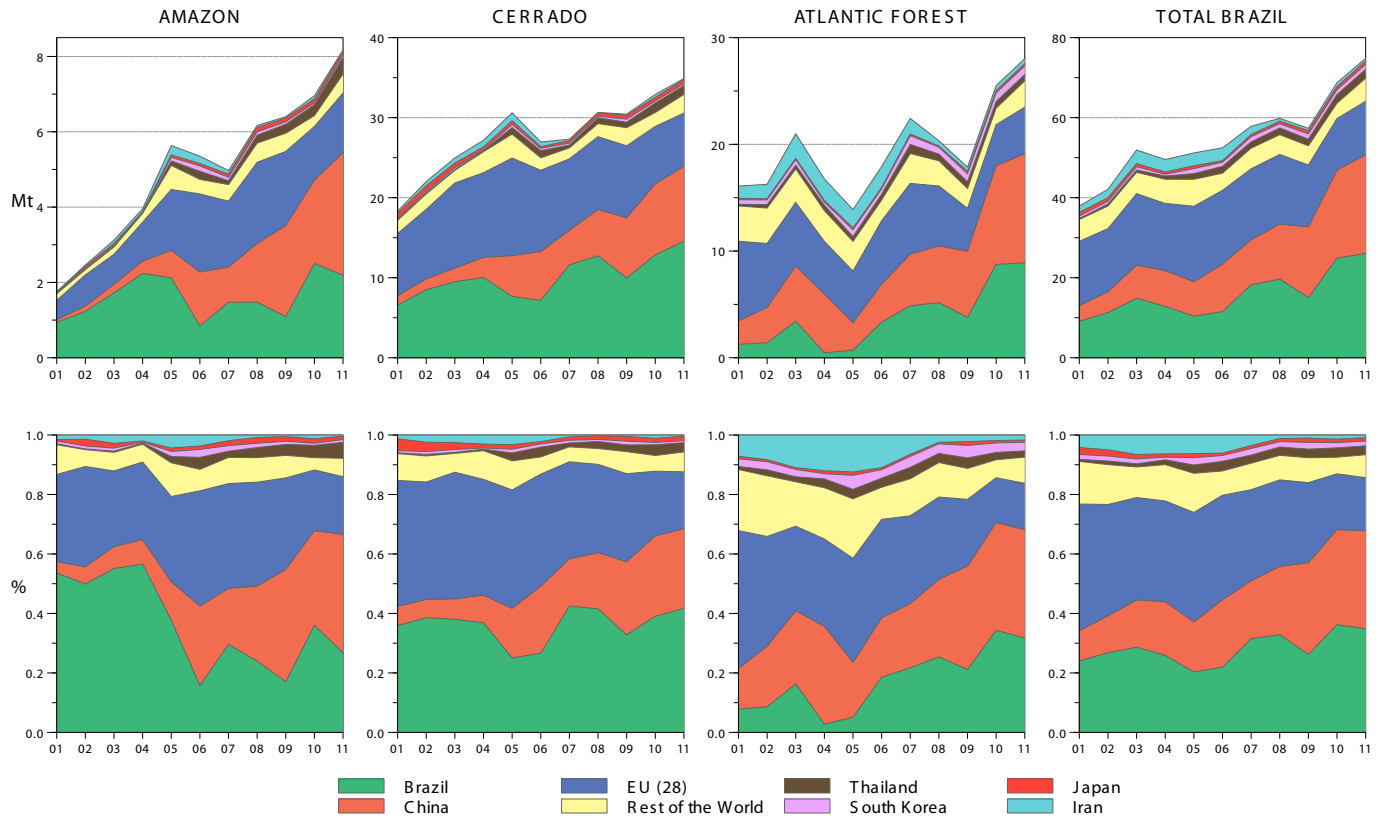 AMAZON CERRADO ATLANTIC FOREST TOTAL BRAZIL
8 40 30 80
6 30 20 60
Mt 4 20 10 40
2 10 0 20
0 0 0
01 02 03 04 05 06 07 08 09 10 11 01 02 03 04 05 06 07 08 09 10 11 01 02 03 04 05 06 07 08 09 10 11 01 02 03 04 05 06 07 08 09 10 11
1.0 1.0 1.0 1.0
0.8 0.8 0.8 0.8
0.6 0.6 0.6 0.6
%
0.4 0.4 0.4 0.4
0.2 0.2 0.2 0.2
0.0 0.0 0.0 0.0
01 02 03 04 05 06 07 08 09 10 11 01 02 03 04 05 06 07 08 09 10 11 01 02 03 04 05 06 07 08 09 10 11 01 02 03 04 05 06 07 08 09 10 11
Brazil EU (28) Thailand Japan
China Rest of the World South Korea Iran